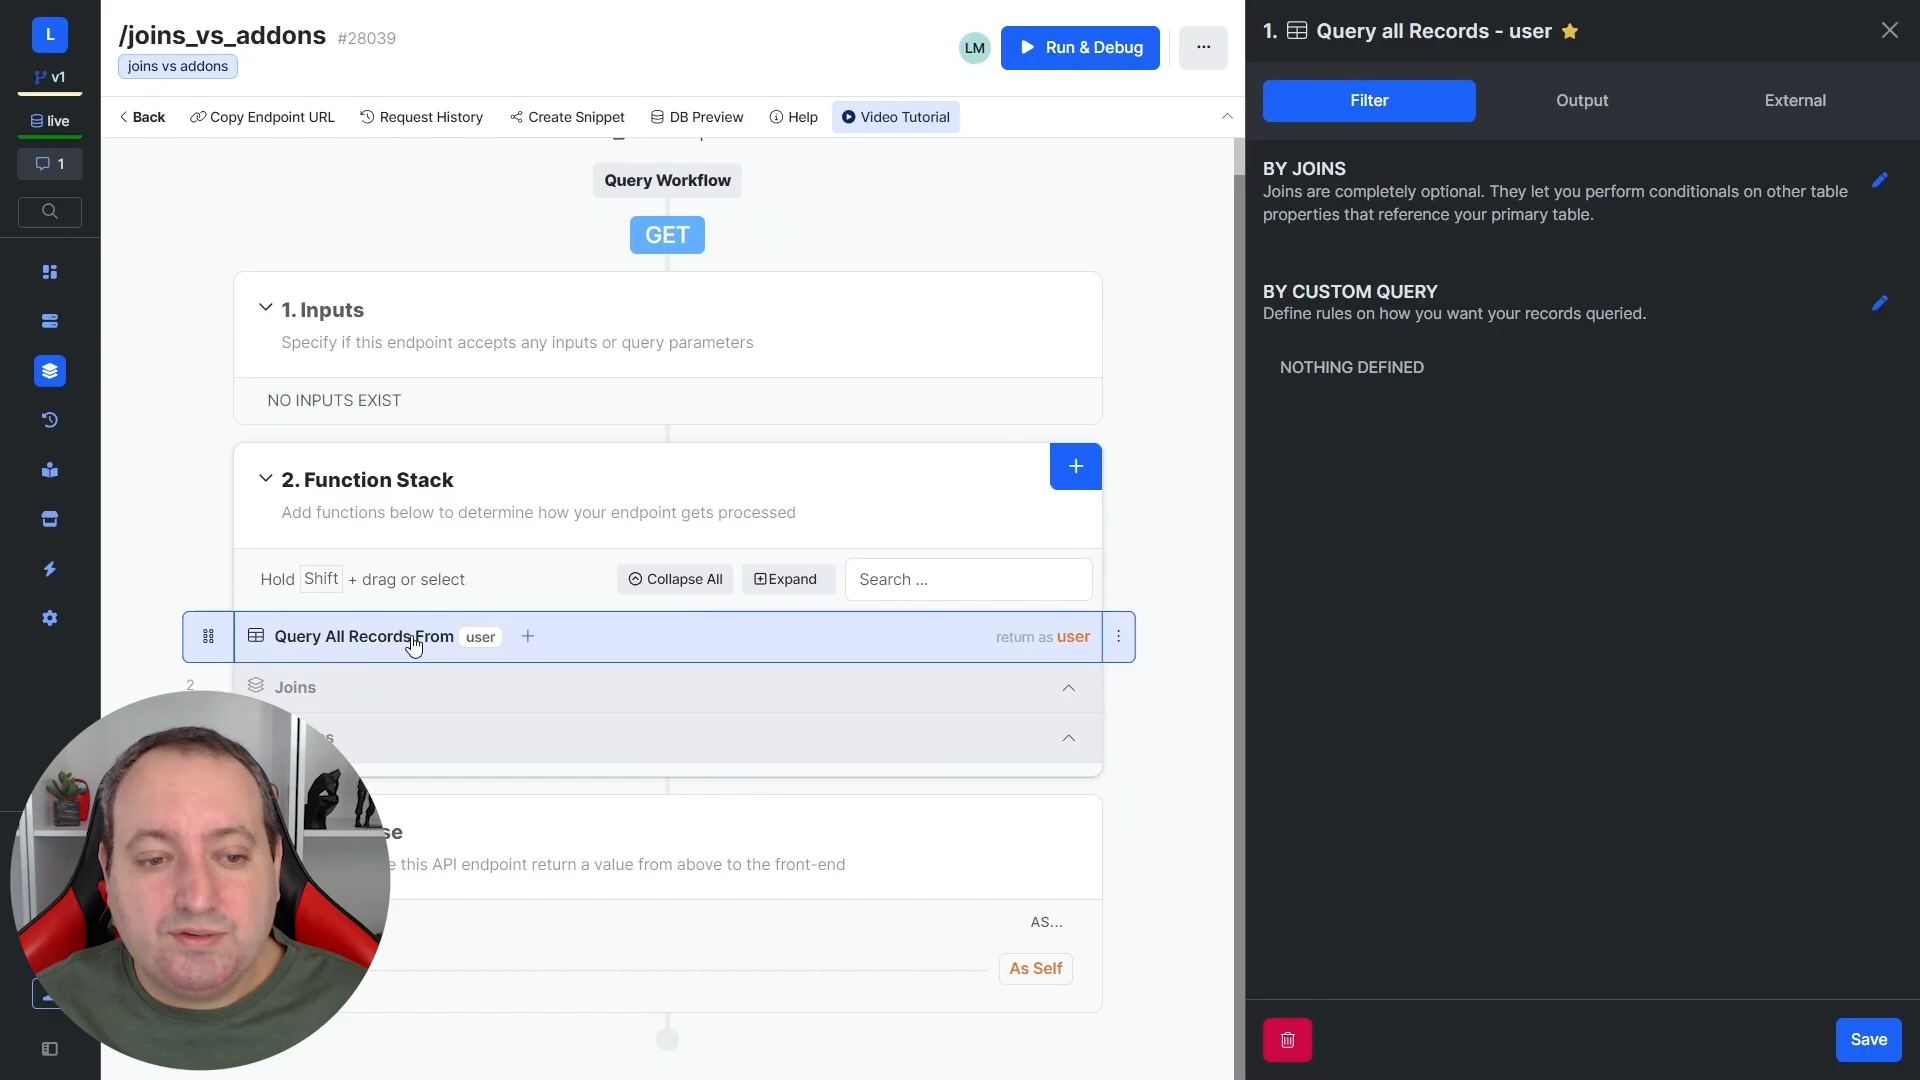 L
v1
live
1
/joins_vs_addons #28039
joins vs addons
LM
Run & Debug
...
Back
Copy Endpoint URL
Request History
Create Snippet
DB Preview
Help
Video Tutorial
Query Workflow
GET
1. Inputs
Specify if this endpoint accepts any inputs or query parameters
NO INPUTS EXIST
2. Function Stack
Add functions below to determine how your endpoint gets processed
Hold Shift + drag or select
Collapse All
Expand
Search ...
Query All Records From user
return as user
2
Joins
this API endpoint return a value from above to the front-end
AS...
As Self
1. Query all Records - user
Filter
Output
External
BY JOINS
Joins are completely optional. They let you perform conditionals on other table
properties that reference your primary table.
BY CUSTOM QUERY
Define rules on how you want your records queried.
NOTHING DEFINED
Save